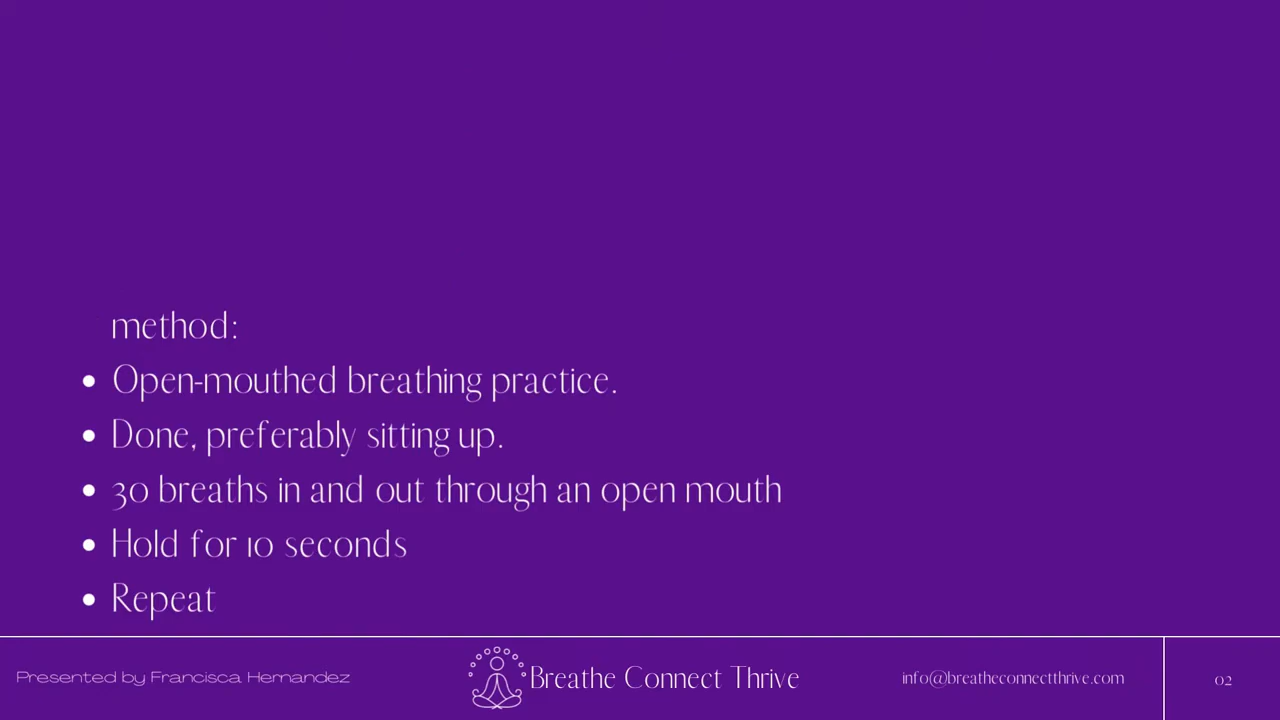 method:
• Open-mouthed breathing practice.
• Done, preferably sitting up.
• 30 breaths in and out through an open mouth
• Hold for 10 seconds
• Repeat
Presented by Francisca Hernandez
Breathe Connect Thrive
info@breatheconnectthrive.com
02